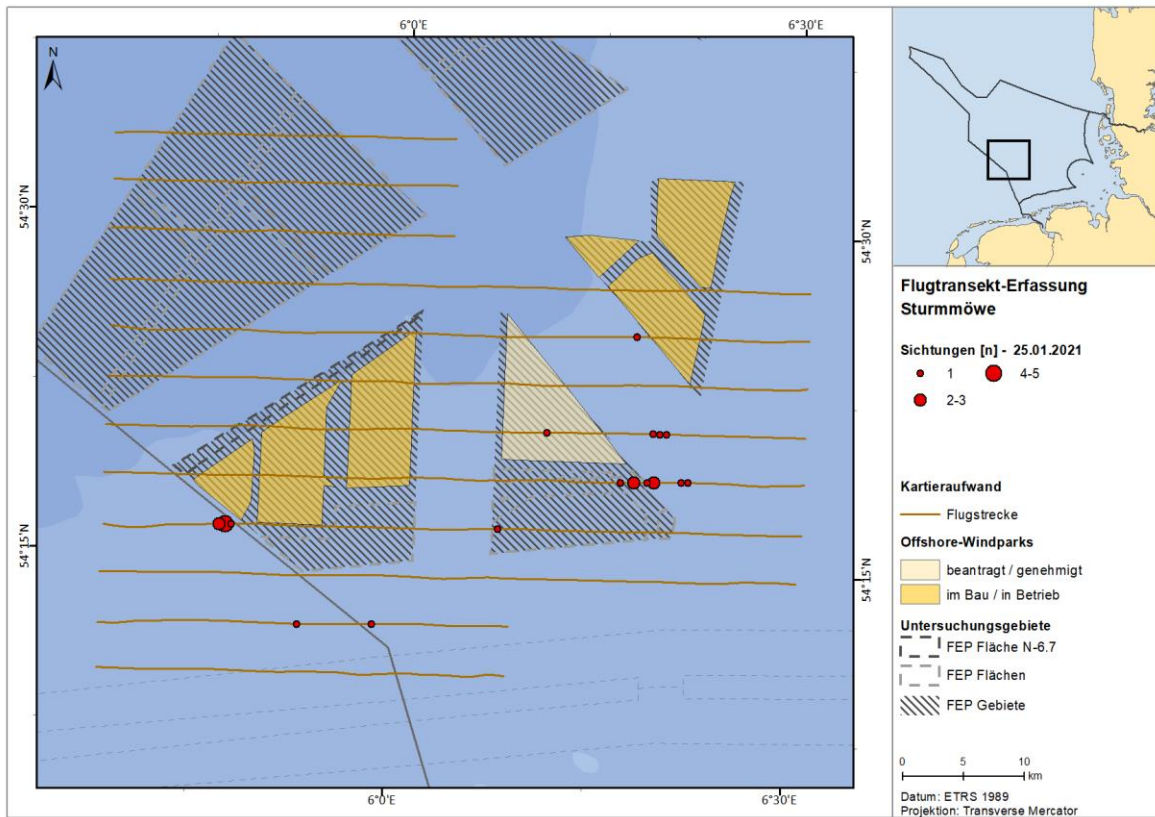 6°0'E
6°30'E
N
54°30'N
54°30'N
54°15'N
54°15'N
6°0'E
6°30'E
Flugtransekt-Erfassung
Sturmmöwe
Sichtungen [n] - 25.01.2021
1
4-5
2-3
Kartieraufwand
Flugstrecke
Offshore-Windparks
beantragt / genehmigt
im Bau / in Betrieb
Untersuchungsgebiete
FEP Fläche N-6.7
FEP Flächen
FEP Gebiete
0 5 10
km
Datum: ETRS 1989
Projektion: Transverse Mercator